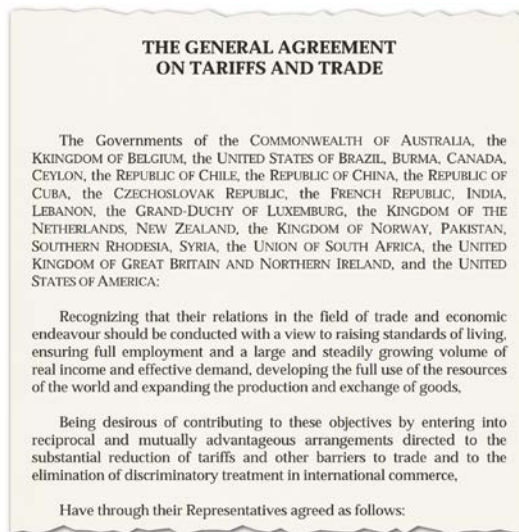 THE GENERAL AGREEMENT
ON TARIFFS AND TRADE
The Governments of the COMMONWEALTH OF AUSTRALIA, the
KKINGDOM OF BELGIUM, the UNITED STATES OF BRAZIL, BURMA, CANADA,
CEYLON, the REPUBLIC OF CHILE, the REPUBLIC OF CHINA, the REPUBLIC OF
CUBA, the CZECHOSLOVAK REPUBLIC, the FRENCH REPUBLIC, INDIA,
LEBANON, the GRAND-DUCHY OF LUXEMBURG, the KINGDOM OF THE
NETHERLANDS, NEW ZEALAND, the KINGDOM OF NORWAY, PAKISTAN,
SOUTHERN RHODESIA, SYRIA, the UNION OF SOUTH AFRICA, the UNITED
KINGDOM OF GREAT BRITAIN AND NORTHERN IRELAND, and the UNITED
STATES OF AMERICA:
Recognizing that their relations in the field of trade and economic
endeavour should be conducted with a view to raising standards of living,
ensuring full employment and a large and steadily growing volume of
real income and effective demand, developing the full use of the resources
of the world and expanding the production and exchange of goods,
Being desirous of contributing to these objectives by entering into
reciprocal and mutually advantageous arrangements directed to the
substantial reduction of tariffs and other barriers to trade and to the
elimination of discriminatory treatment in international commerce,
Have through their Representatives agreed as follows: